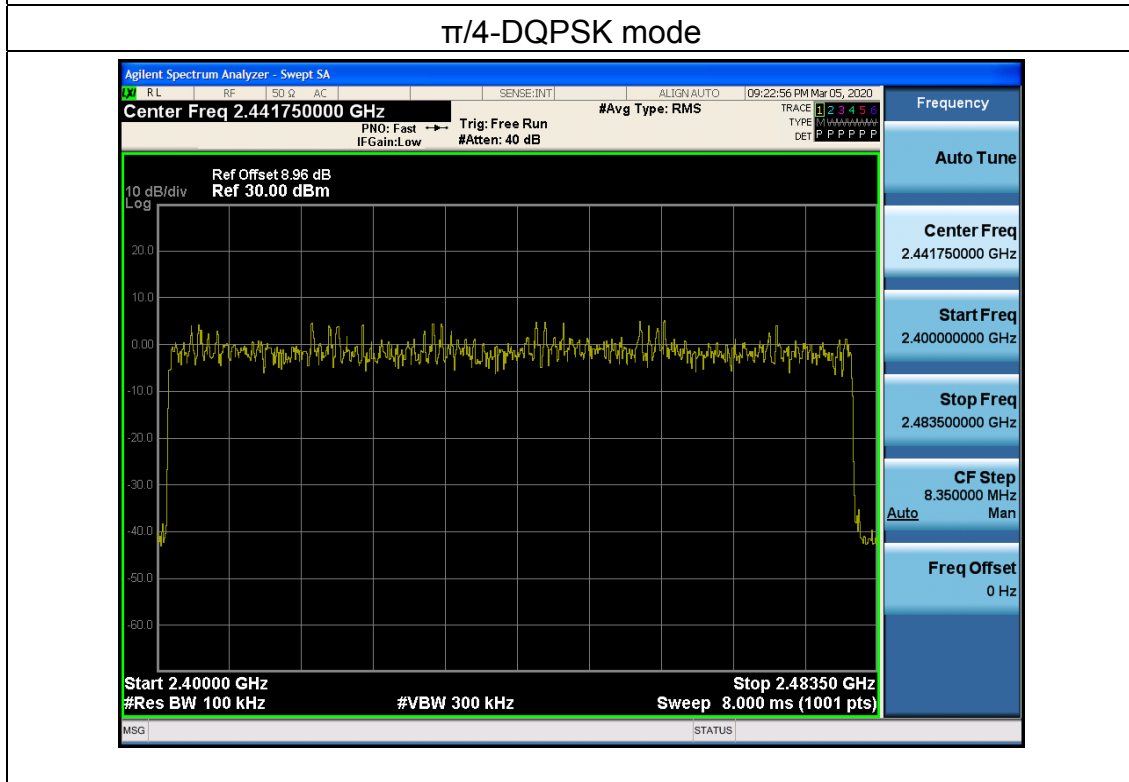 π/4-DQPSK mode
Agilent Spectrum Analyzer - Swept SA
LXI RL RF 50 Ω AC SENSE:INT ALIGN AUTO 09:22:56 PM Mar 05, 2020
Center Freq 2.441750000 GHz
PNO: Fast
IFGain:Low
Trig: Free Run
#Atten: 40 dB
#Avg Type: RMS
TRACE 1 2 3 4 5 6
TYPE M
DET P P P P P P
Ref Offset 8.96 dB
10 dB/div Ref 30.00 dBm
Log
20.0
10.0
0.00
-10.0
-20.0
-30.0
-40.0
-50.0
-60.0
Start 2.40000 GHz Stop 2.48350 GHz
#Res BW 100 kHz #VBW 300 kHz Sweep 8.000 ms (1001 pts)
MSG STATUS
Frequency
Auto Tune
Center Freq
2.441750000 GHz
Start Freq
2.400000000 GHz
Stop Freq
2.483500000 GHz
CF Step
8.350000 MHz
Auto Man
Freq Offset
0 Hz